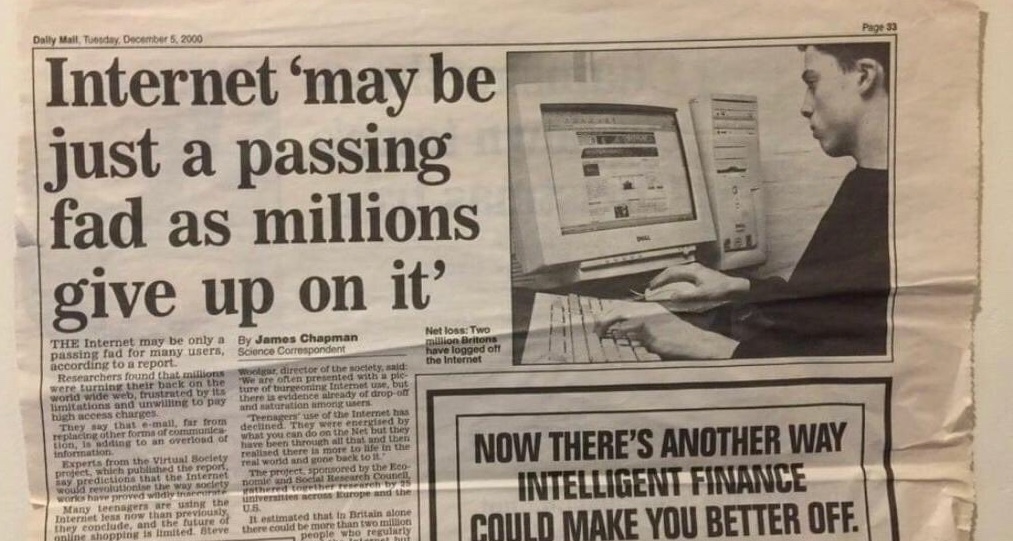 Daily Mail, Tuesday, December 5, 2000
Page 33
Internet ‘may be
just a passing
fad as millions
give up on it’
THE Internet may be only a
passing fad for many users,
according to a report.
Researchers found that millions
were turning their back on the
world wide web, frustrated by its
limitations and unwilling to pay
high access charges.
They say that e-mail, far from
replacing other forms of communica-
tion, is adding to an overload of
information.
Experts from the Virtual Society
project, which published the report,
say predictions that the Internet
would revolutionise the way society
works have proved wildly inaccurate.
Many teenagers are using the
Internet less now than previously,
they conclude, and the future of
online shopping is limited. Steve
By James Chapman
Science Correspondent
Woolgar, director of the society, said:
‘We are often presented with a pic-
ture of burgeoning Internet use, but
there is evidence already of drop-off
and saturation among users.
‘Teenagers’ use of the Internet has
declined. They were energised by
what you can do on the Net but they
have been through all that and then
realised there is more to life in the
real world and gone back to it.’
The project, sponsored by the Eco-
nomic and Social Research Council,
gathered together research by 25
universities across Europe and the
U.S.
It estimated that in Britain alone
there could be more than two million
people who regularly
the Internet but
Net loss: Two
million Britons
have logged off
the Internet
DELL
NOW THERE’S ANOTHER WAY
INTELLIGENT FINANCE
COULD MAKE YOU BETTER OFF.